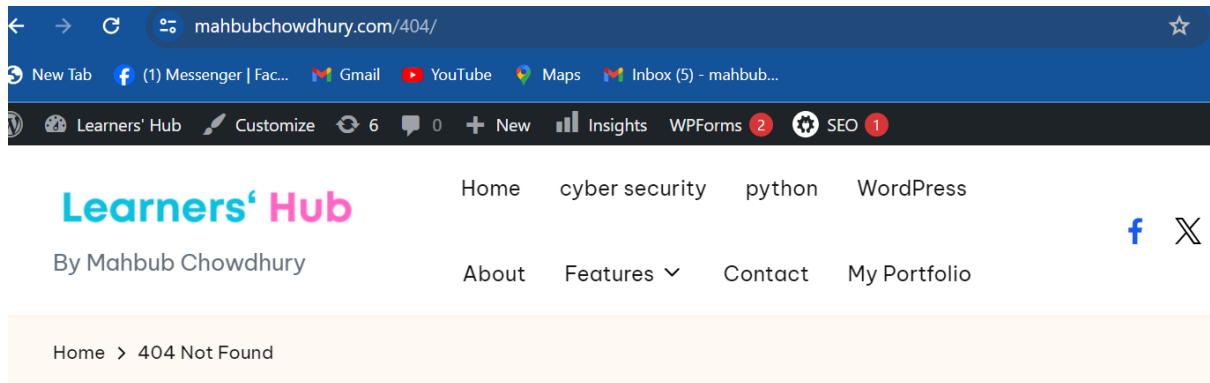 mahbubchowdhury.com/404/
New Tab (1) Messenger | Fac... Gmail YouTube Maps Inbox (5) - mahbub...
Learners' Hub Customize 6 0 + New Insights WPForms 2 SEO 1
Learners‘ Hub
By Mahbub Chowdhury
Home cyber security python WordPress
About Features Contact My Portfolio
Home > 404 Not Found